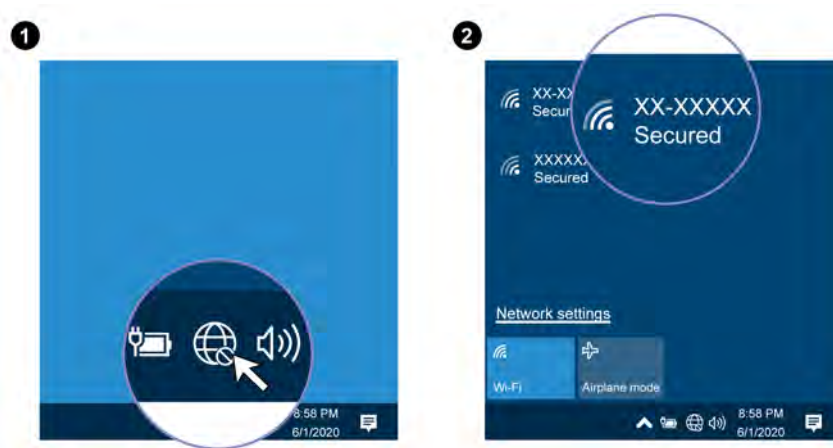 1
8:58 PM
6/1/2020
2
XX-XX
Secur
XX-XXXXX
Secured
XXXXX
Secured
Network settings
Wi-Fi
Airplane mode
8:58 PM
6/1/2020